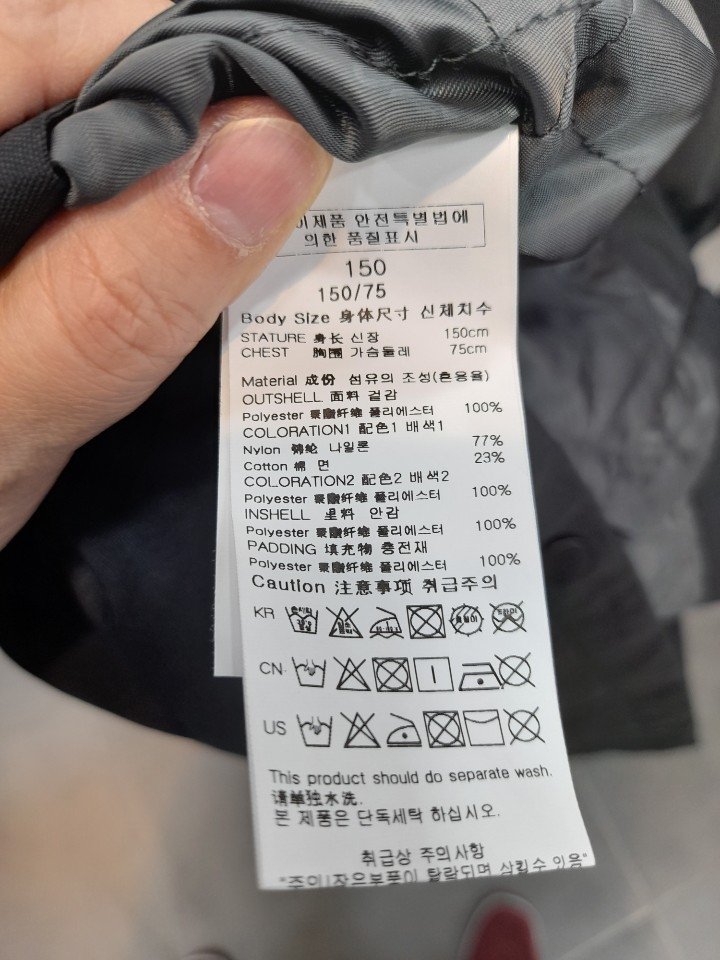 이제품 안전특별법에
의한 품질표시
150
150/75
Body Size 身体尺寸 신체치수
STATURE 身长 신장 150cm
CHEST 胸围 가슴둘레 75cm
Material 成份 섬유의 조성(혼용율)
OUTSHELL 面料 겉감
Polyester 聚酯纤维 폴리에스터 100%
COLORATION1 配色1 배색1
Nylon 锦纶 나일론 77%
Cotton 棉 면 23%
COLORATION2 配色2 배색2
Polyester 聚酯纤维 폴리에스터 100%
INSHELL 里料 안감
Polyester 聚酯纤维 폴리에스터 100%
PADDING 填充物 충전재
Polyester 聚酯纤维 폴리에스터 100%
Caution 注意事项 취급주의
KR
CN
US
This product should do separate wash.
请单独水洗.
본 제품은 단독세탁 하십시오.
취급상 주의사항
탈락되며 삼킬수 있음"